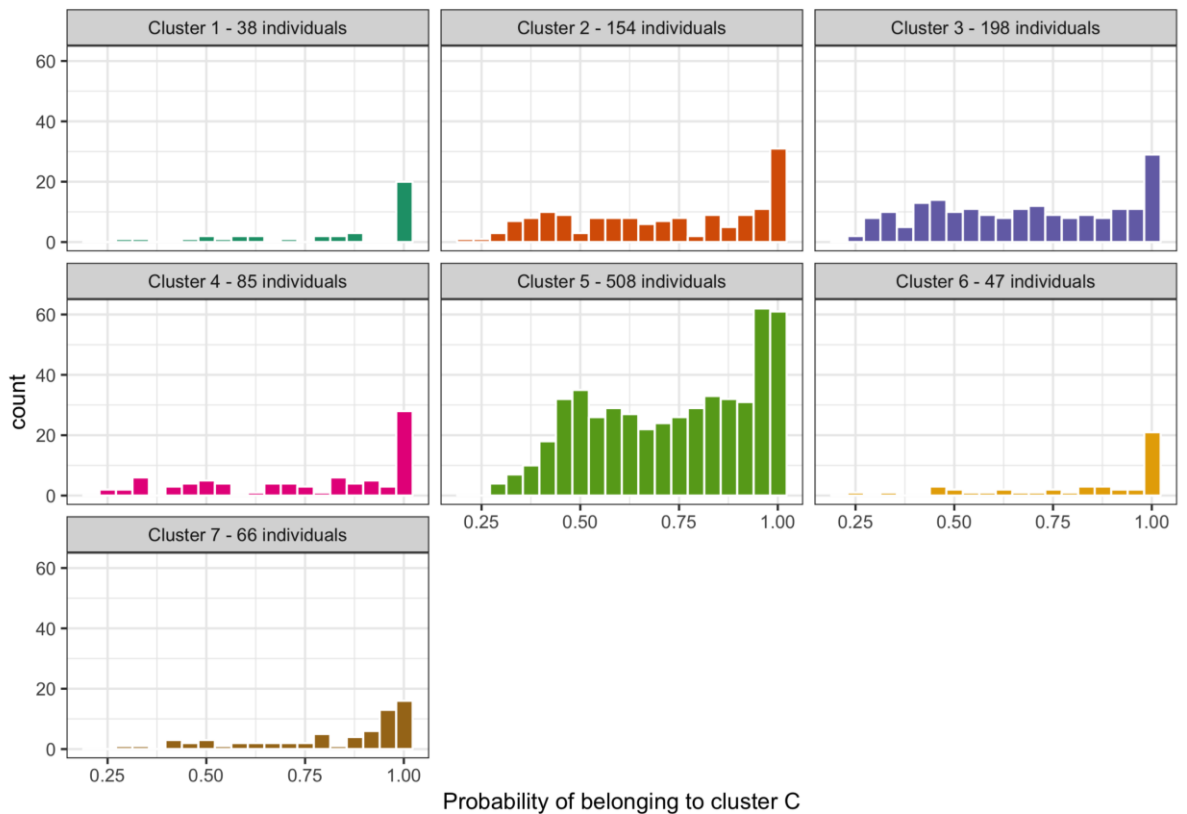 Cluster 1 - 38 individuals
Cluster 2 - 154 individuals
Cluster 3 - 198 individuals
60
40
20
0
Cluster 4 - 85 individuals
Cluster 5 - 508 individuals
Cluster 6 - 47 individuals
60
40
20
0
count
0.25 0.50 0.75 1.00
0.25 0.50 0.75 1.00
Cluster 7 - 66 individuals
60
40
20
0
0.25 0.50 0.75 1.00
Probability of belonging to cluster C